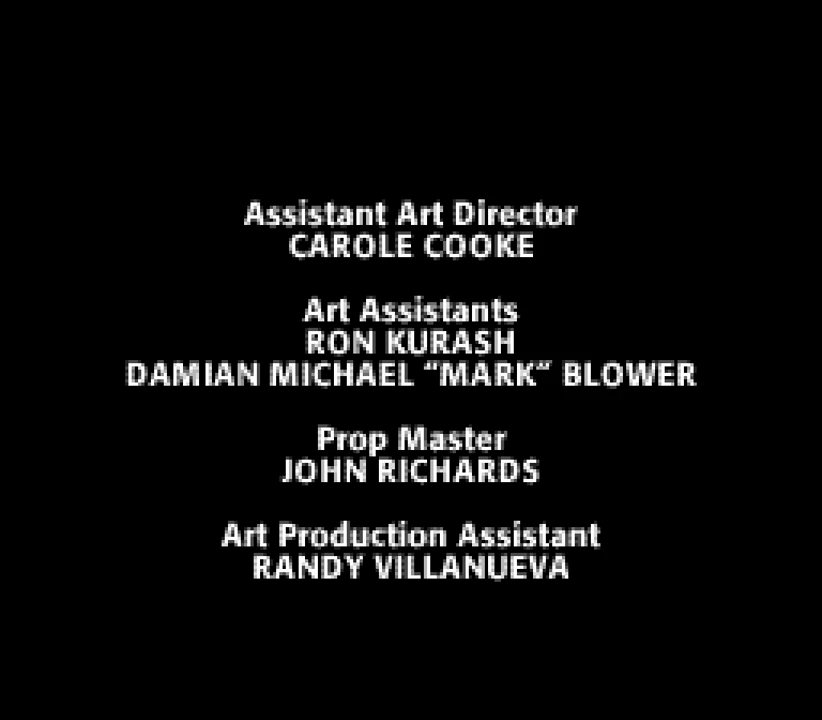 Assistant Art Director
CAROLE COOKE
Art Assistants
RON KURASH
DAMIAN MICHAEL “MARK” BLOWER
Prop Master
JOHN RICHARDS
Art Production Assistant
RANDY VILLANUEVA